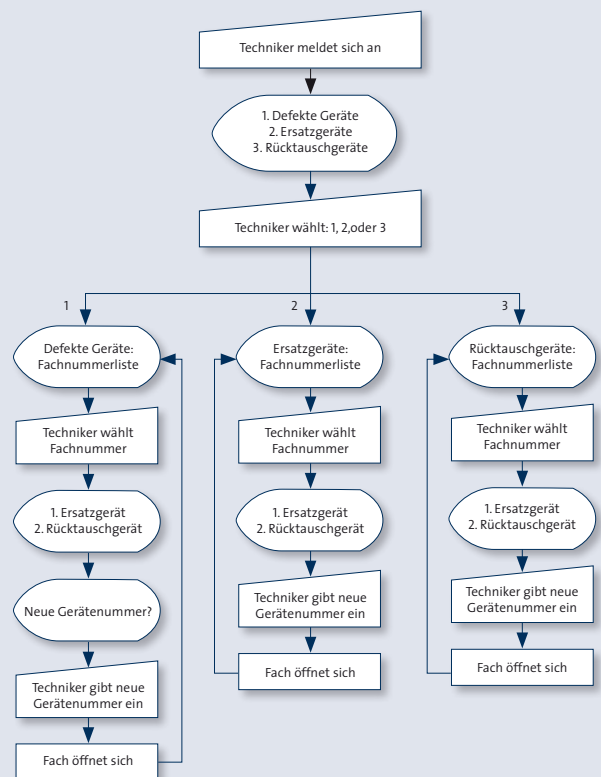 Techniker meldet sich an
1. Defekte Geräte
2. Ersatzgeräte
3. Rücktauschgeräte
Techniker wählt: 1, 2,oder 3
1
2
3
Defekte Geräte:
Fachnummerliste
Techniker wählt
Fachnummer
1. Ersatzgerät
2. Rücktauschgerät
Neue Gerätenummer?
Techniker gibt neue
Gerätenummer ein
Fach öffnet sich
Ersatzgeräte:
Fachnummerliste
Techniker wählt
Fachnummer
1. Ersatzgerät
2. Rücktauschgerät
Techniker gibt neue
Gerätenummer ein
Fach öffnet sich
Rücktauschgeräte:
Fachnummerliste
Techniker wählt
Fachnummer
1. Ersatzgerät
2. Rücktauschgerät
Techniker gibt neue
Gerätenummer ein
Fach öffnet sich